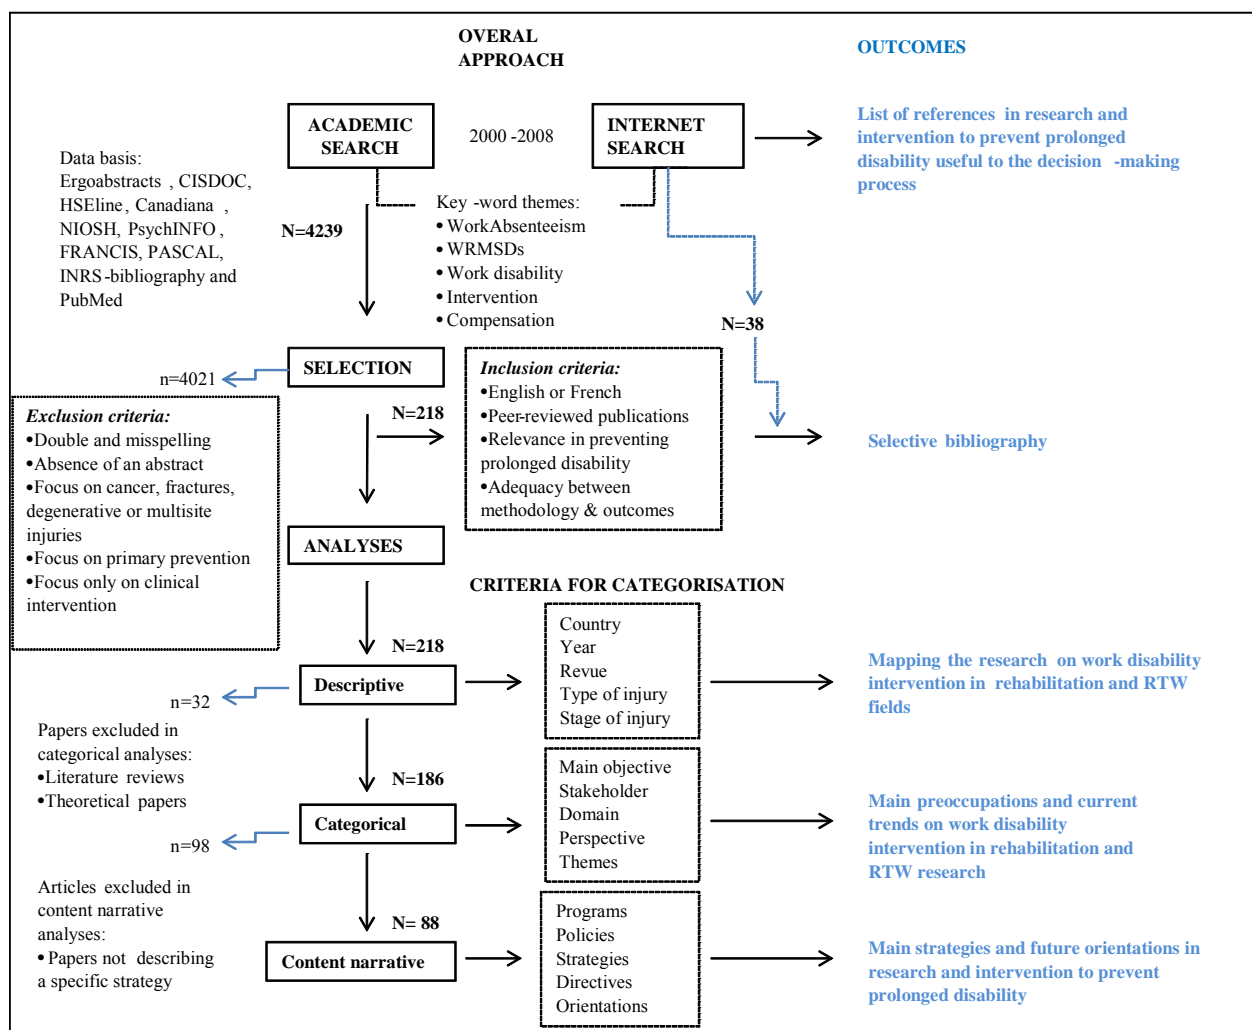 OVERAL
APPROACH
OUTCOMES
ACADEMIC
SEARCH
2000 -2008
INTERNET
SEARCH
List of references in research and
intervention to prevent prolonged
disability useful to the decision -making
process
Data basis:
Ergoabstracts , CISDOC,
HSEline, Canadiana ,
NIOSH, PsychINFO ,
FRANCIS, PASCAL,
INRS-bibliography and
PubMed
N=4239
Key -word themes:
•WorkAbsenteeism
•WRMSDs
•Work disability
•Intervention
•Compensation
N=38
SELECTION
n=4021
N=218
Exclusion criteria:
•Double and misspelling
•Absence of an abstract
•Focus on cancer, fractures,
degenerative or multisite
injuries
•Focus on primary prevention
•Focus only on clinical
intervention
Inclusion criteria:
•English or French
•Peer-reviewed publications
•Relevance in preventing
prolonged disability
•Adequacy between
methodology & outcomes
Selective bibliography
ANALYSES
CRITERIA FOR CATEGORISATION
N=218
Descriptive
n=32
Country
Year
Revue
Type of injury
Stage of injury
Mapping the research on work disability
intervention in rehabilitation and RTW
fields
Papers excluded in
categorical analyses:
•Literature reviews
•Theoretical papers
N=186
Categorical
n=98
Main objective
Stakeholder
Domain
Perspective
Themes
Main preoccupations and current
trends on work disability
intervention in rehabilitation and
RTW research
Articles excluded in
content narrative
analyses:
• Papers not describing
a specific strategy
N= 88
Content narrative
Programs
Policies
Strategies
Directives
Orientations
Main strategies and future orientations in
research and intervention to prevent
prolonged disability